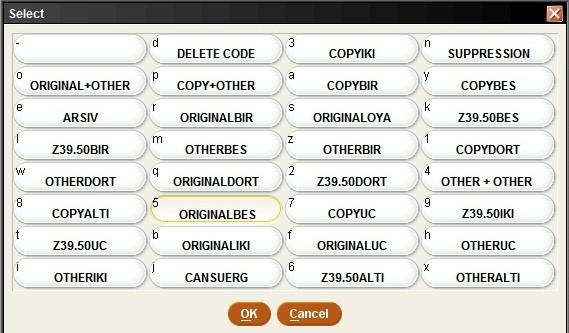 Select
- d DELETE CODE 3 COPYIKI n SUPPRESSION
o ORIGINAL+OTHER p COPY+OTHER a COPYBIR y COPYBES
e ARSIV r ORIGINALBIR s ORIGINALOYA k Z39.50BES
l Z39.50BIR m OTHERBES z OTHERBIR 1 COPYDORT
w OTHERDORT q ORIGINALDORT 2 Z39.50DORT 4 OTHER + OTHER
8 COPYALTI 5 ORIGINALBES 7 COPYUC 9 Z39.50IKI
t Z39.50UC b ORIGINALIKI f ORIGINALUC h OTHERUC
i OTHERIKI j CANSUERG 6 Z39.50ALTI x OTHERALTI
OK Cancel